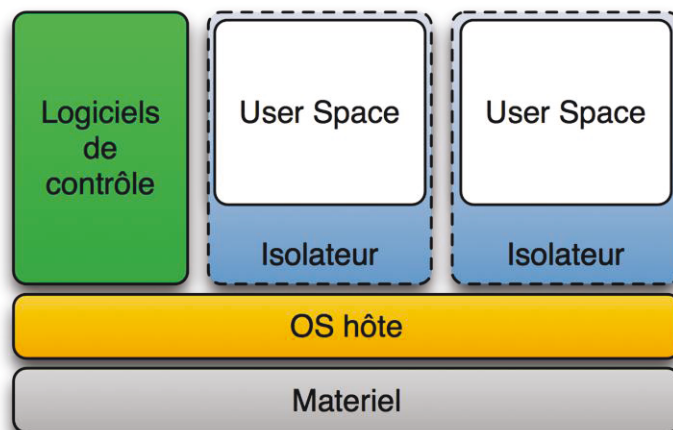 Logiciels
de
contrôle
User Space
Isolateur
User Space
Isolateur
OS hôte
Materiel